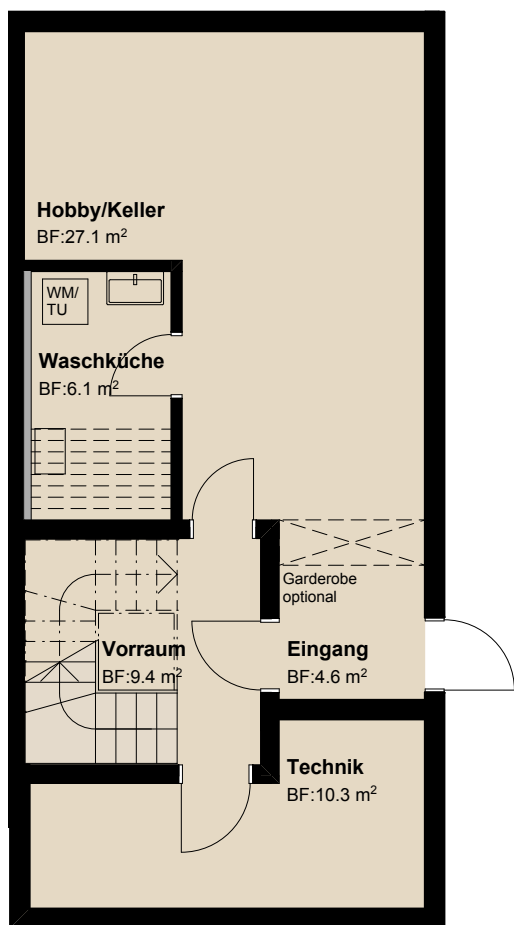 Hobby/Keller
BF:27.1 m²
WM/
TU
Waschküche
BF:6.1 m²
Garderobe
optional
Vorraum
BF:9.4 m²
Eingang
BF:4.6 m²
Technik
BF:10.3 m²